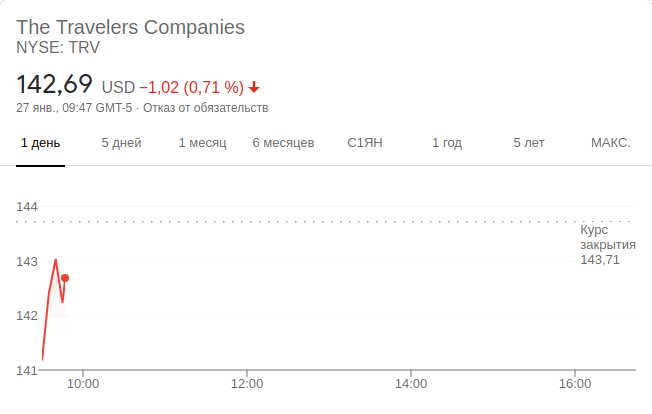 The Travelers Companies
NYSE: TRV
142,69 USD −1,02 (0,71 %)
27 янв., 09:47 GMT-5 · Отказ от обязательств
1 день 5 дней 1 месяц 6 месяцев С1ЯН 1 год 5 лет МАКС.
144
Курс
закрытия
143,71
143
142
141
10:00 12:00 14:00 16:00